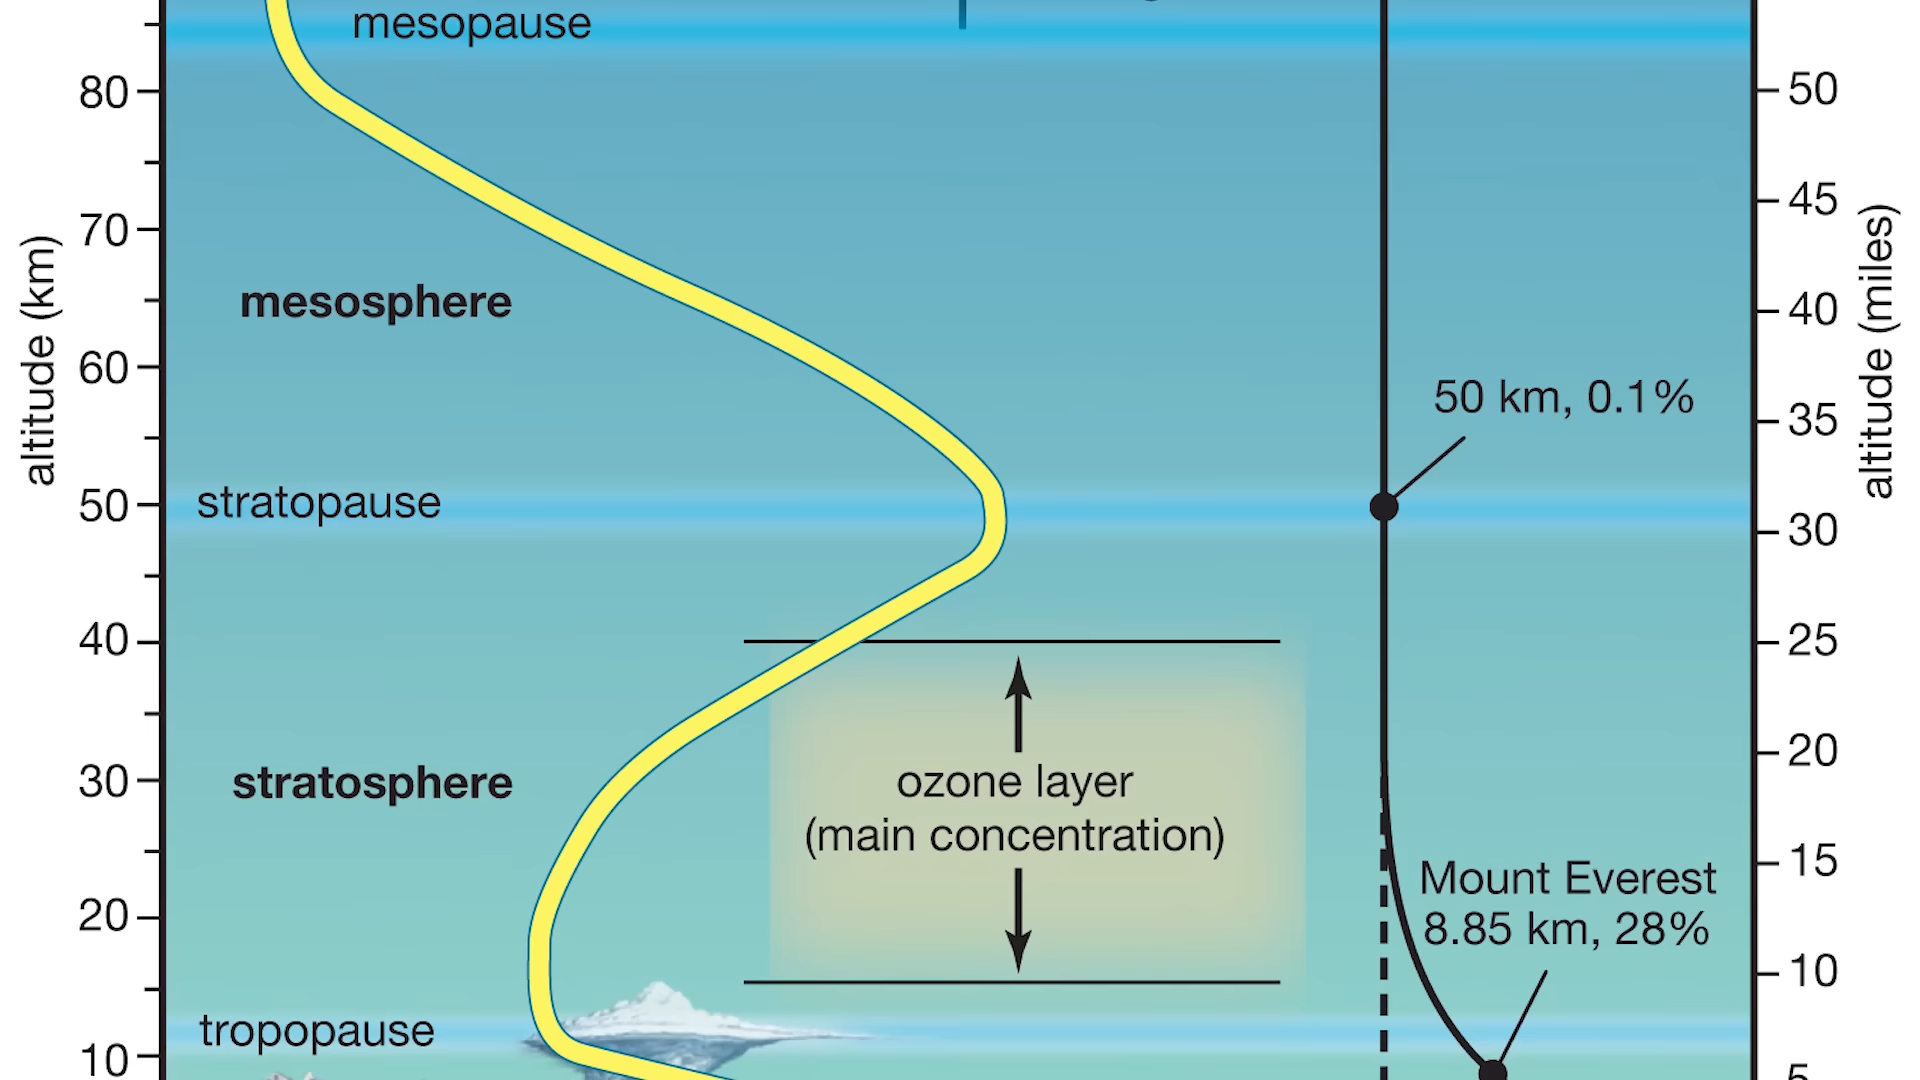 mesopause
80
50
70
45
altitude (km)
altitude (miles)
mesosphere
40
60
50 km, 0.1%
35
stratopause
50
30
40
25
20
ozone layer
30
stratosphere
(main concentration)
15
Mount Everest
20
8.85 km, 28%
10
tropopause
10